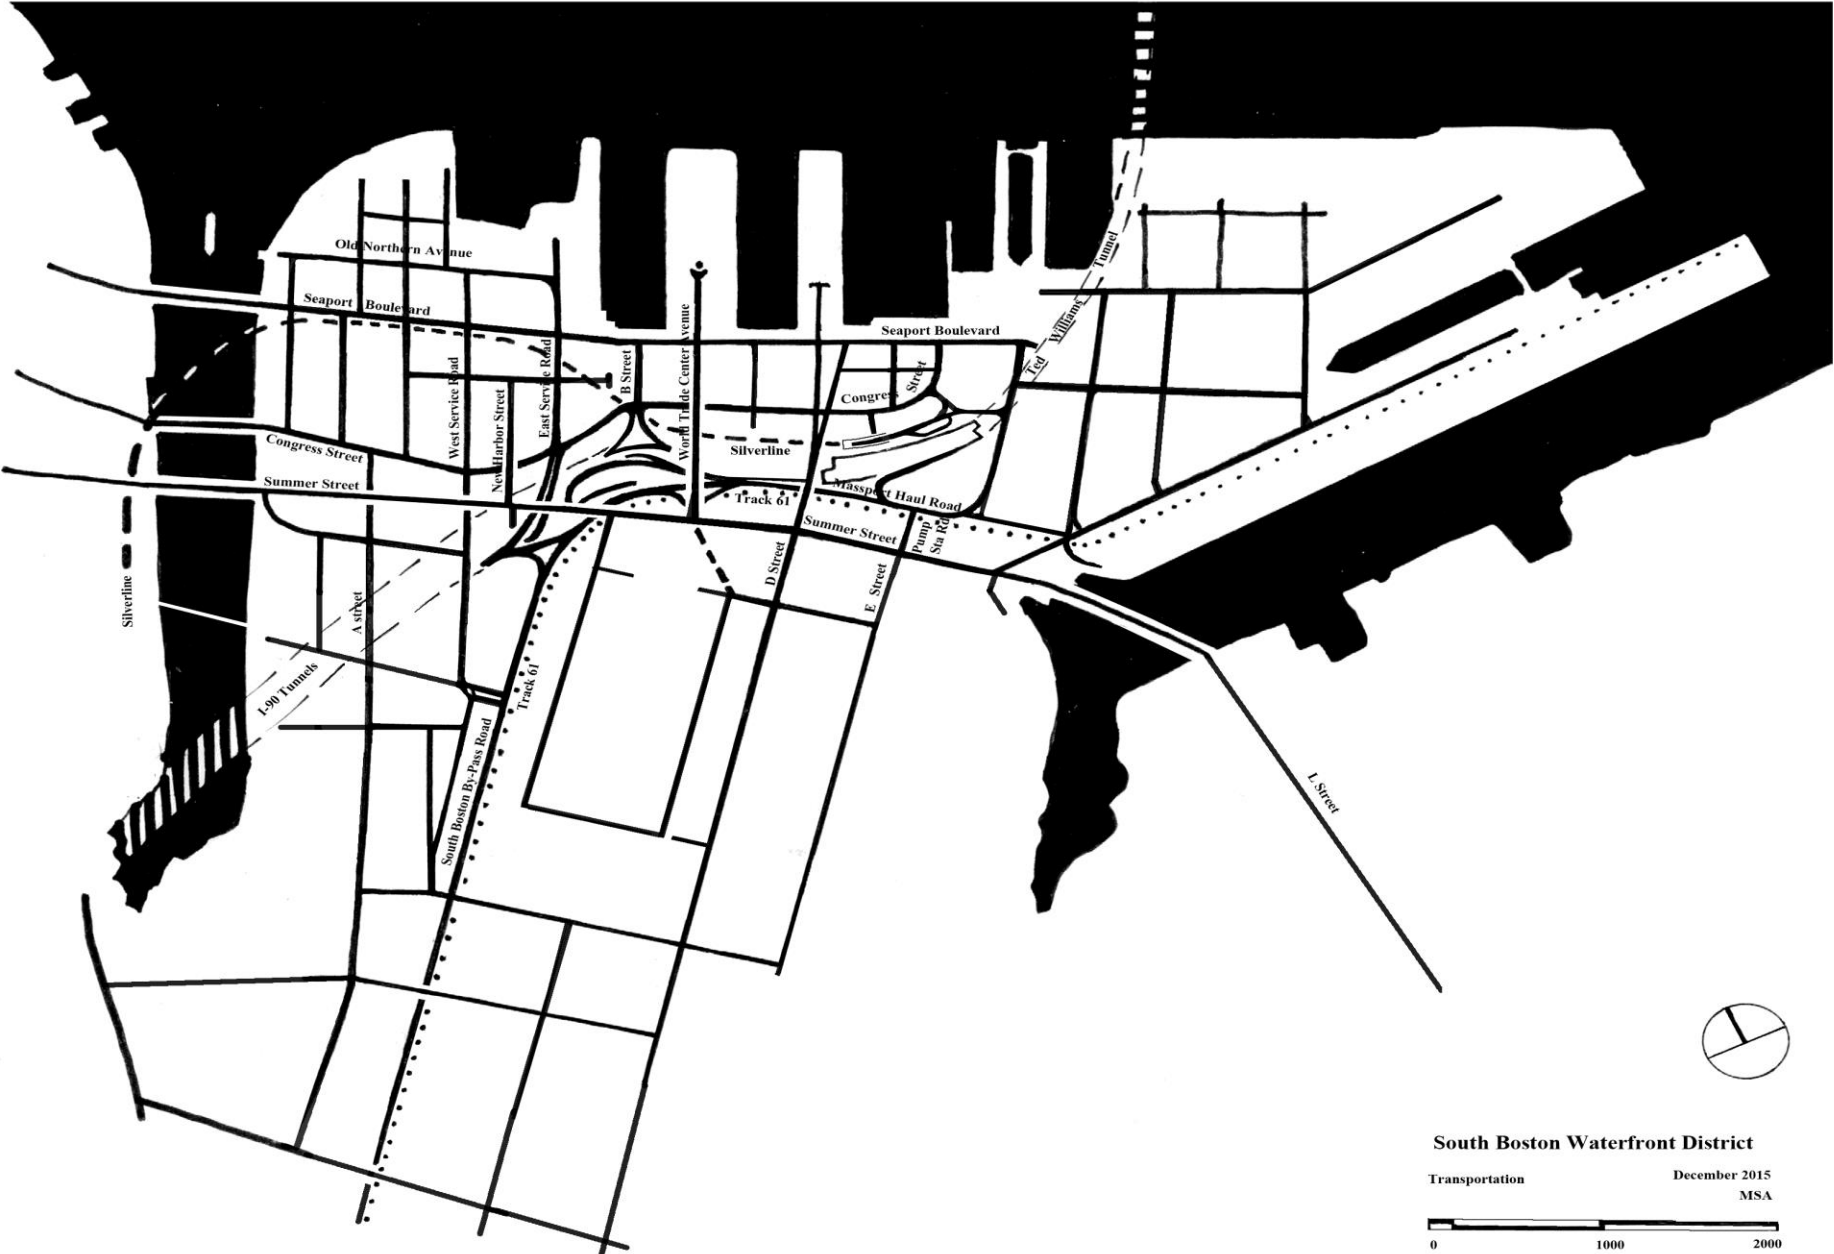 Old Northern Avenue
Seaport Boulevard
Seaport Boulevard
Ted Williams Tunnel
West Service Road
New Harbor Street
East Service Road
B Street
World Trade Center Avenue
Congress Street
Congress Street
Silverline
Summer Street
Track 61
Massport Haul Road
Summer Street
Pump
Sta Rd
D Street
E Street
Silverline
A street
I-90 Tunnels
Track 61
South Boston By-Pass Road
L Street
South Boston Waterfront District
Transportation December 2015
MSA
0 1000 2000